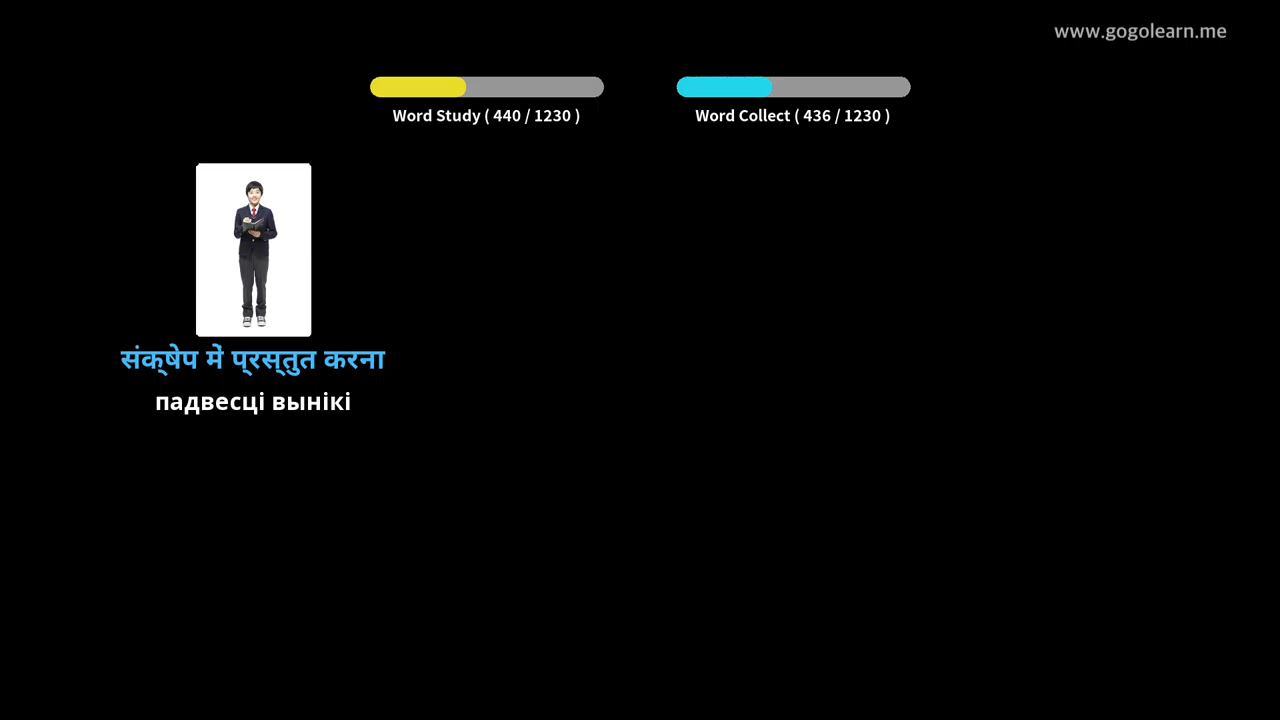 www.gogolearn.me
Word Study ( 440 / 1230 )
Word Collect ( 436 / 1230 )
संक्षेप में प्रस्तुत करना
падвесці вынікі